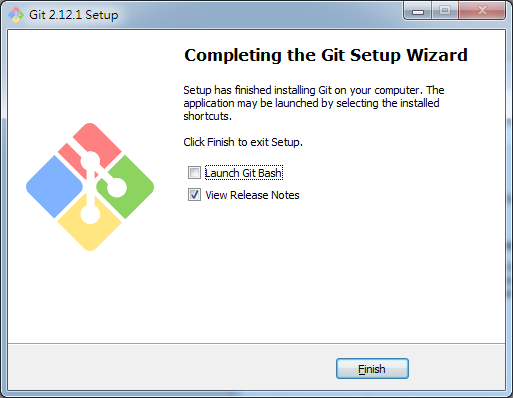 Git 2.12.1 Setup
Completing the Git Setup Wizard
Setup has finished installing Git on your computer. The
application may be launched by selecting the installed
shortcuts.
Click Finish to exit Setup.
Launch Git Bash
View Release Notes
Finish